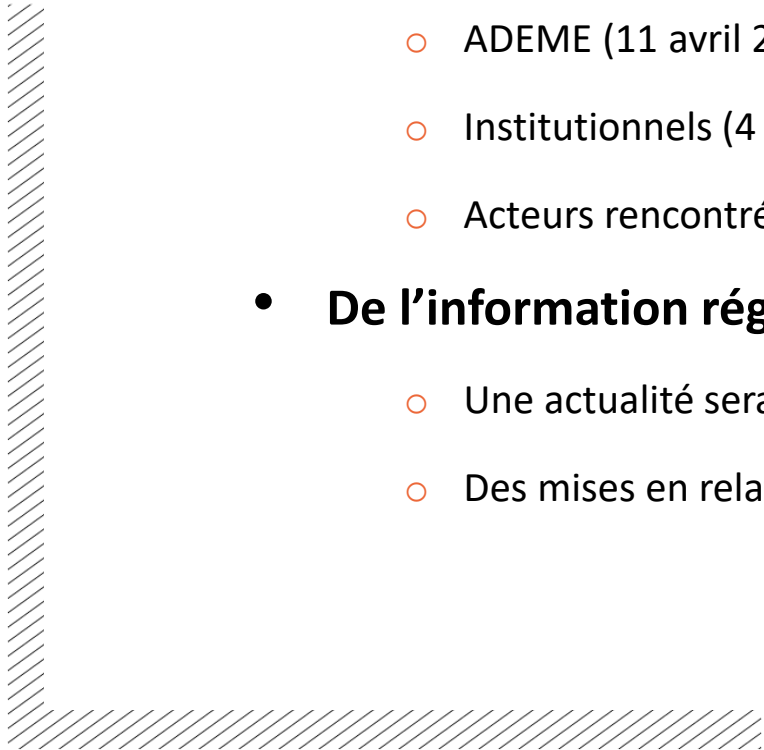 ADEME (11 avril 2
Institutionnels (4
Acteurs rencontré
De l’information rég
Une actualité sera
Des mises en rela